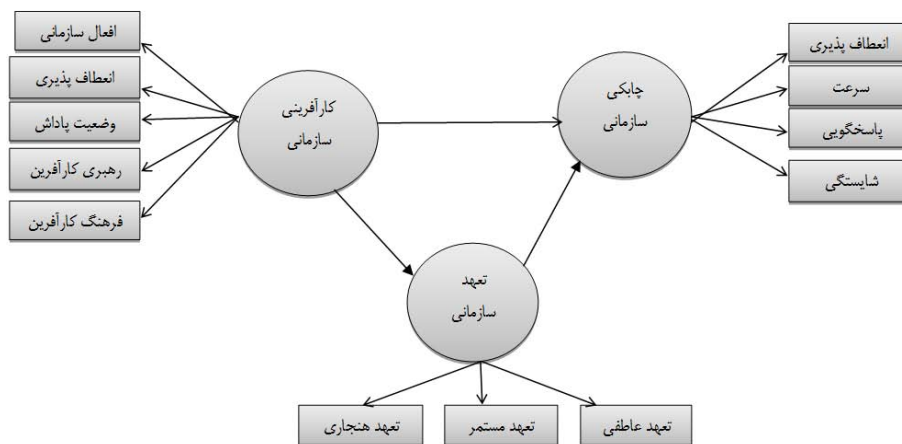 افعال سازمانی
انعطاف پذیری
وضعیت پاداش
رهبری کارآفرین
فرهنگ کارآفرین
کارآفرینی
سازمانی
چابکی
سازمانی
انعطاف پذیری
سرعت
پاسخگویی
شایستگی
تعهد
سازمانی
تعهد عاطفی
تعهد مستمر
تعهد هنجاری